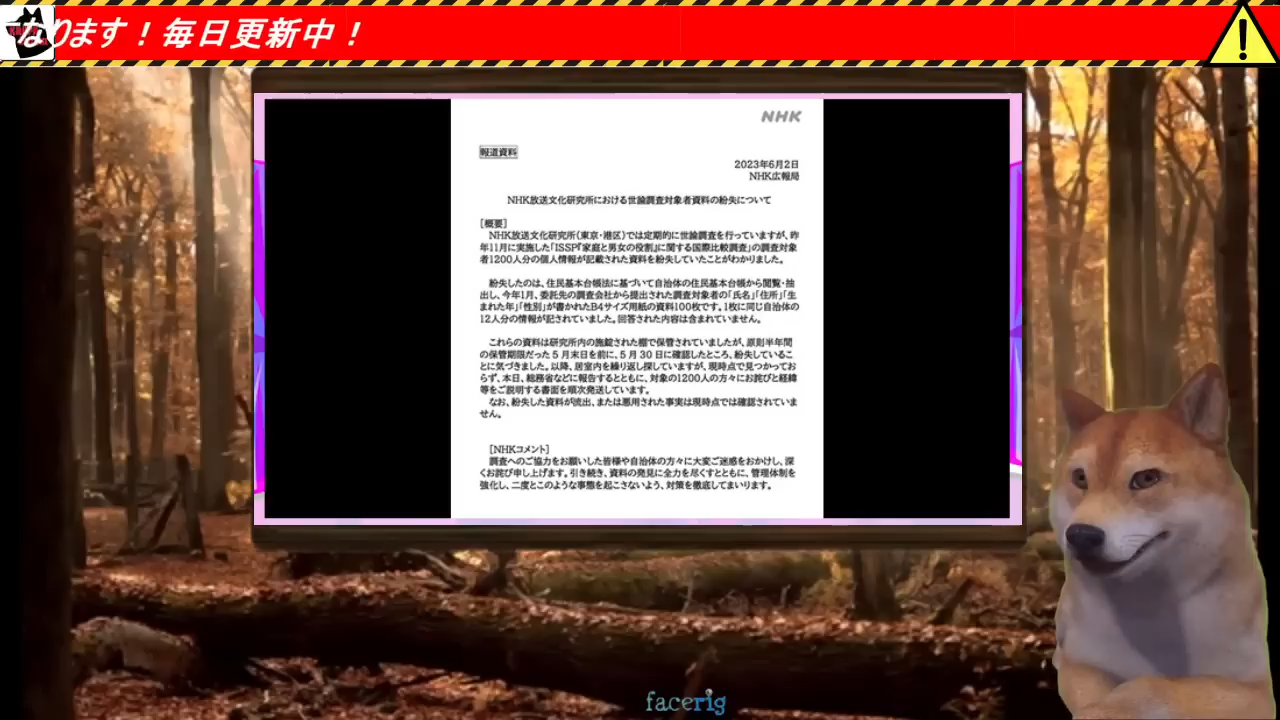 なります！毎日更新中！
NHK
報道資料
2023年6月2日
NHK広報局
NHK放送文化研究所における世論調査対象者資料の紛失について
［概要］
NHK放送文化研究所（東京・港区）では定期的に世論調査を行っていますが、昨
年11月に実施した「ISSP『家庭と男女の役割』に関する国際比較調査」の調査対象
者1200人分の個人情報が記載された資料を紛失していたことがわかりました。
紛失したのは、住民基本台帳法に基づいて自治体の住民基本台帳から閲覧・抽
出し、今年1月、委託先の調査会社から提出された調査対象者の「氏名」「住所」「生
まれた年」「性別」が書かれたB4サイズ用紙の資料100枚です。1枚に同じ自治体の
12人分の情報が記されていました。回答された内容は含まれていません。
これらの資料は研究所内の施錠された棚で保管されていましたが、原則半年間
の保管期限だった５月末日を前に、５月30日に確認したところ、紛失しているこ
とに気づきました。以降、居室内を繰り返し探していますが、現時点で見つかってお
らず、本日、総務省などに報告するとともに、対象の1200人の方々にお詫びと経緯
等をご説明する書面を順次発送しています。
なお、紛失した資料が流出、または悪用された事実は現時点では確認されていま
せん。
［NHKコメント］
調査へのご協力をお願いした皆様や自治体の方々に大変ご迷惑をおかけし、深
くお詫び申し上げます。引き続き、資料の発見に全力を尽くすとともに、管理体制を
強化し、二度とこのような事態を起こさないよう、対策を徹底してまいります。
facerig